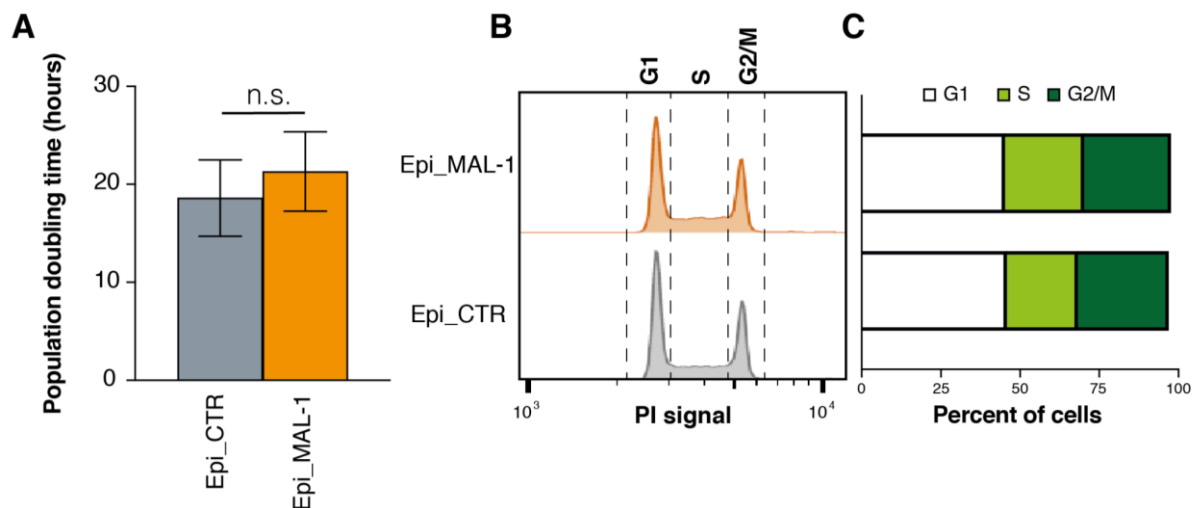 A
Population doubling time (hours)
30
20
10
0
n.s.
Epi_CTR
Epi_MAL-1
B
G1
S
G2/M
Epi_MAL-1
Epi_CTR
10³
10⁴
PI signal
C
G1 S G2/M
0 25 50 75 100
Percent of cells